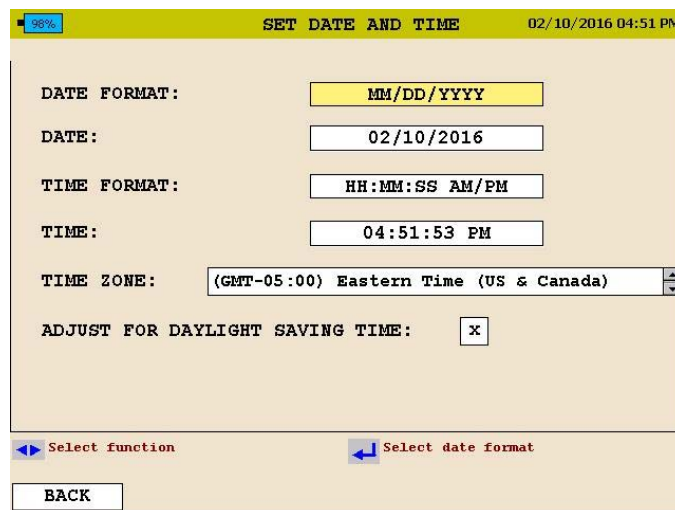 98% SET DATE AND TIME 02/10/2016 04:51 PM
DATE FORMAT: MM/DD/YYYY
DATE: 02/10/2016
TIME FORMAT: HH:MM:SS AM/PM
TIME: 04:51:53 PM
TIME ZONE: (GMT-05:00) Eastern Time (US & Canada)
ADJUST FOR DAYLIGHT SAVING TIME: X
Select function Select date format
BACK